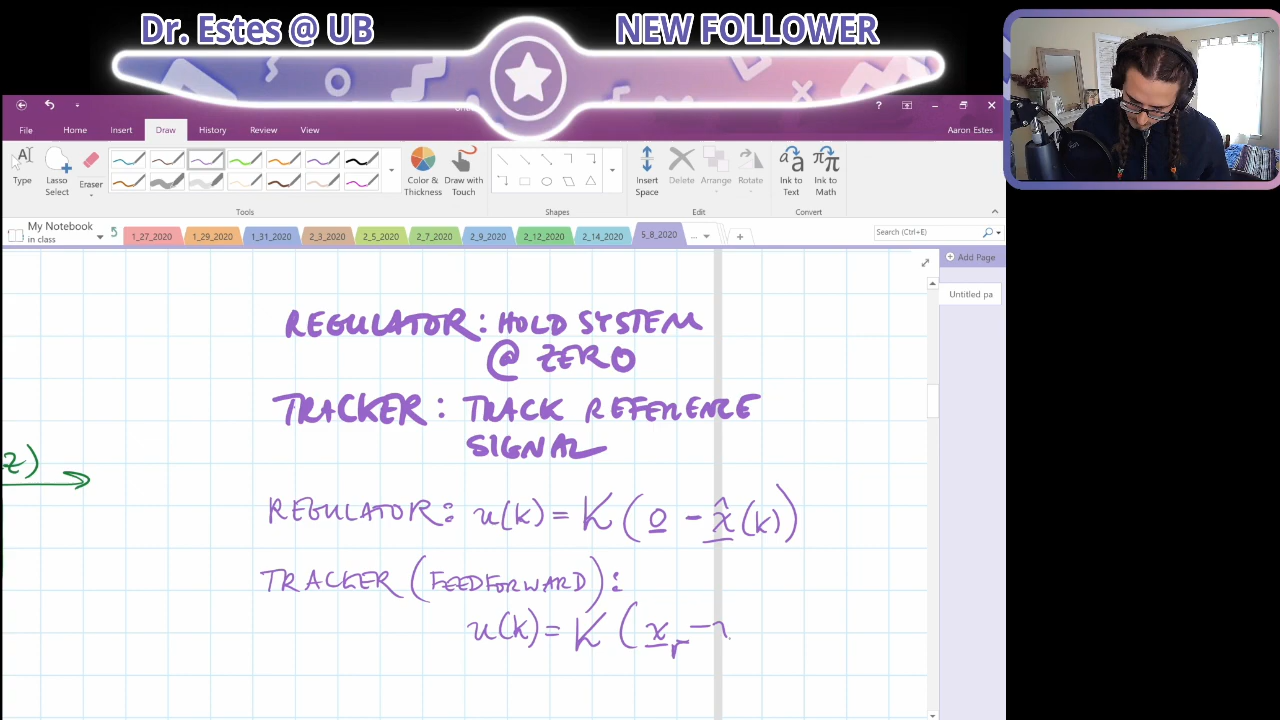 Dr. Estes @ UB
NEW FOLLOWER
?
File Home Insert Draw History Review View
Aaron Estes
Type
Lasso Select
Eraser
Color & Thickness
Draw with Touch
Insert Space
Delete
Arrange
Rotate
Ink to Text
Ink to Math
Tools
Shapes
Edit
Convert
My Notebook
in class
1_27_2020 1_29_2020 1_31_2020 2_3_2020 2_5_2020 2_7_2020 2_9_2020 2_12_2020 2_14_2020 5_8_2020 ...
Search (Ctrl+E)
Add Page
Untitled pa
REGULATOR: HOLD SYSTEM
@ ZERO
TRACKER: TRACK REFERENCE
SIGNAL
z)
REGULATOR: u(k) = K(0 - x̂(k))
TRACKER (FEEDFORWARD):
u(k) = K(x_r -